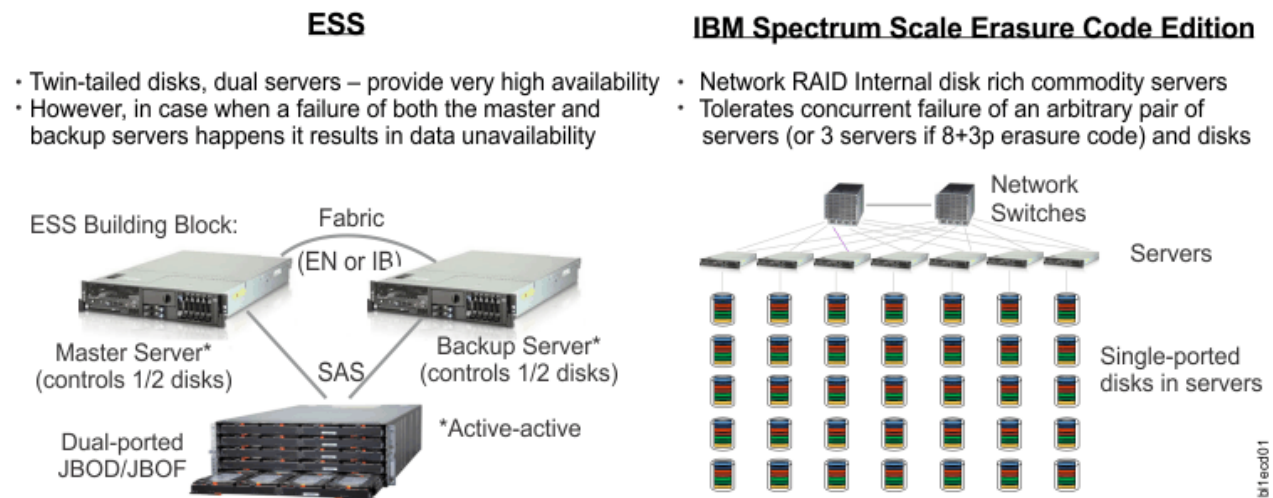 ESS
• Twin-tailed disks, dual servers – provide very high availability
• However, in case when a failure of both the master and
backup servers happens it results in data unavailability
ESS Building Block:
Fabric
(EN or IB)
Master Server*
(controls 1/2 disks)
Backup Server*
(controls 1/2 disks)
SAS
*Active-active
Dual-ported
JBOD/JBOF
IBM Spectrum Scale Erasure Code Edition
• Network RAID Internal disk rich commodity servers
• Tolerates concurrent failure of an arbitrary pair of
servers (or 3 servers if 8+3p erasure code) and disks
Network
Switches
Servers
Single-ported
disks in servers
bl1ecd01